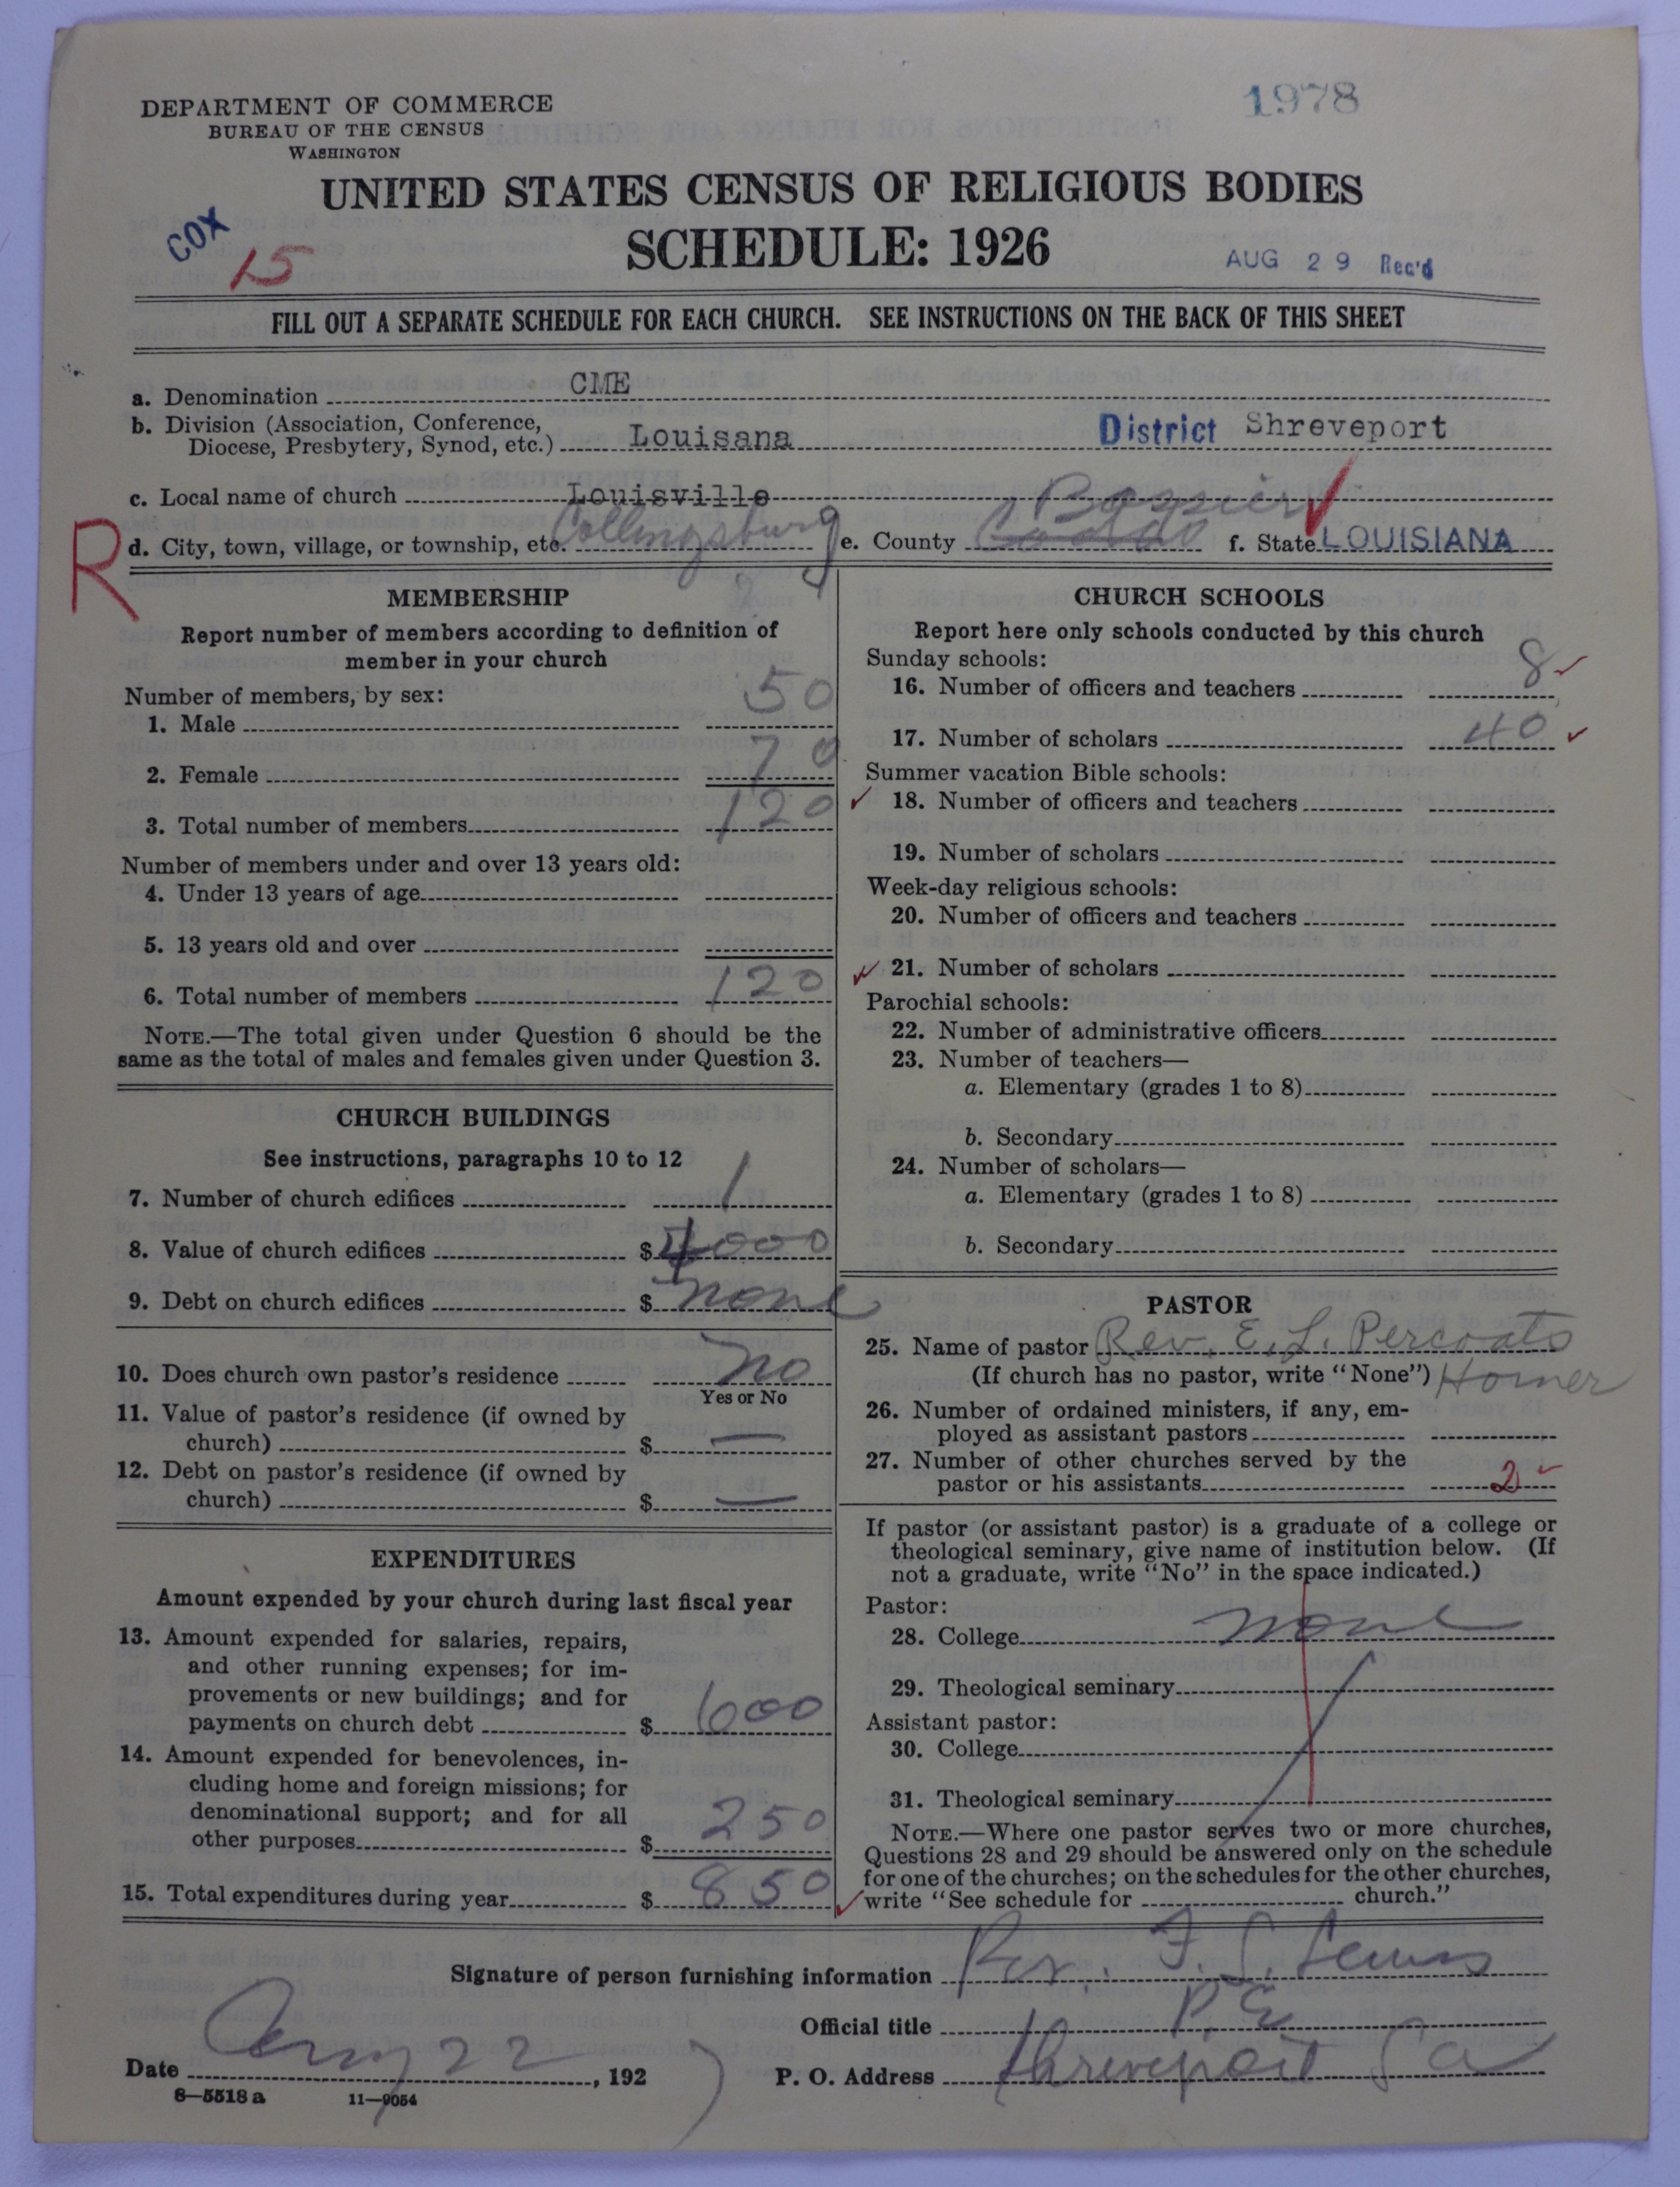 1978
DEPARTMENT OF COMMERCE
BUREAU OF THE CENSUS
WASHINGTON
UNITED STATES CENSUS OF RELIGIOUS BODIES
SCHEDULE: 1926
COX
15
AUG 29 Rec'd
FILL OUT A SEPARATE SCHEDULE FOR EACH CHURCH. SEE INSTRUCTIONS ON THE BACK OF THIS SHEET
a. Denomination CME
b. Division (Association, Conference,
Diocese, Presbytery, Synod, etc.) Louisana District Shreveport
c. Local name of church Louisville
R
d. City, town, village, or township, etc. Collingsburg e. County Caddo Bossier f. State LOUISIANA
MEMBERSHIP
Report number of members according to definition of
member in your church
Number of members, by sex:
1. Male 50
2. Female 70
3. Total number of members 120
Number of members under and over 13 years old:
4. Under 13 years of age
5. 13 years old and over
6. Total number of members 120
NOTE.—The total given under Question 6 should be the
same as the total of males and females given under Question 3.
CHURCH BUILDINGS
See instructions, paragraphs 10 to 12
7. Number of church edifices 1
8. Value of church edifices $ 000
9. Debt on church edifices $ none
10. Does church own pastor's residence no
Yes or No
11. Value of pastor's residence (if owned by
church) $ —
12. Debt on pastor's residence (if owned by
church) $ —
EXPENDITURES
Amount expended by your church during last fiscal year
13. Amount expended for salaries, repairs,
and other running expenses; for im-
provements or new buildings; and for
payments on church debt $ 600
14. Amount expended for benevolences, in-
cluding home and foreign missions; for
denominational support; and for all
other purposes $ 250
15. Total expenditures during year $ 850
CHURCH SCHOOLS
Report here only schools conducted by this church
Sunday schools:
16. Number of officers and teachers 8
17. Number of scholars 40
Summer vacation Bible schools:
18. Number of officers and teachers
19. Number of scholars
Week-day religious schools:
20. Number of officers and teachers
21. Number of scholars
Parochial schools:
22. Number of administrative officers
23. Number of teachers—
a. Elementary (grades 1 to 8)
b. Secondary
24. Number of scholars—
a. Elementary (grades 1 to 8)
b. Secondary
PASTOR
25. Name of pastor Rev. E. L. Percoats
(If church has no pastor, write "None") Homer
26. Number of ordained ministers, if any, em-
ployed as assistant pastors
27. Number of other churches served by the
pastor or his assistants 2
If pastor (or assistant pastor) is a graduate of a college or
theological seminary, give name of institution below. (If
not a graduate, write "No" in the space indicated.)
Pastor:
28. College none
29. Theological seminary
Assistant pastor:
30. College
31. Theological seminary
NOTE.—Where one pastor serves two or more churches,
Questions 28 and 29 should be answered only on the schedule
for one of the churches; on the schedules for the other churches,
write "See schedule for church."
Signature of person furnishing information Rev. F. L. Lewis
Official title P. E
Date Aug 22, 192 7 P. O. Address Shreveport La
8—5518 a 11—9054